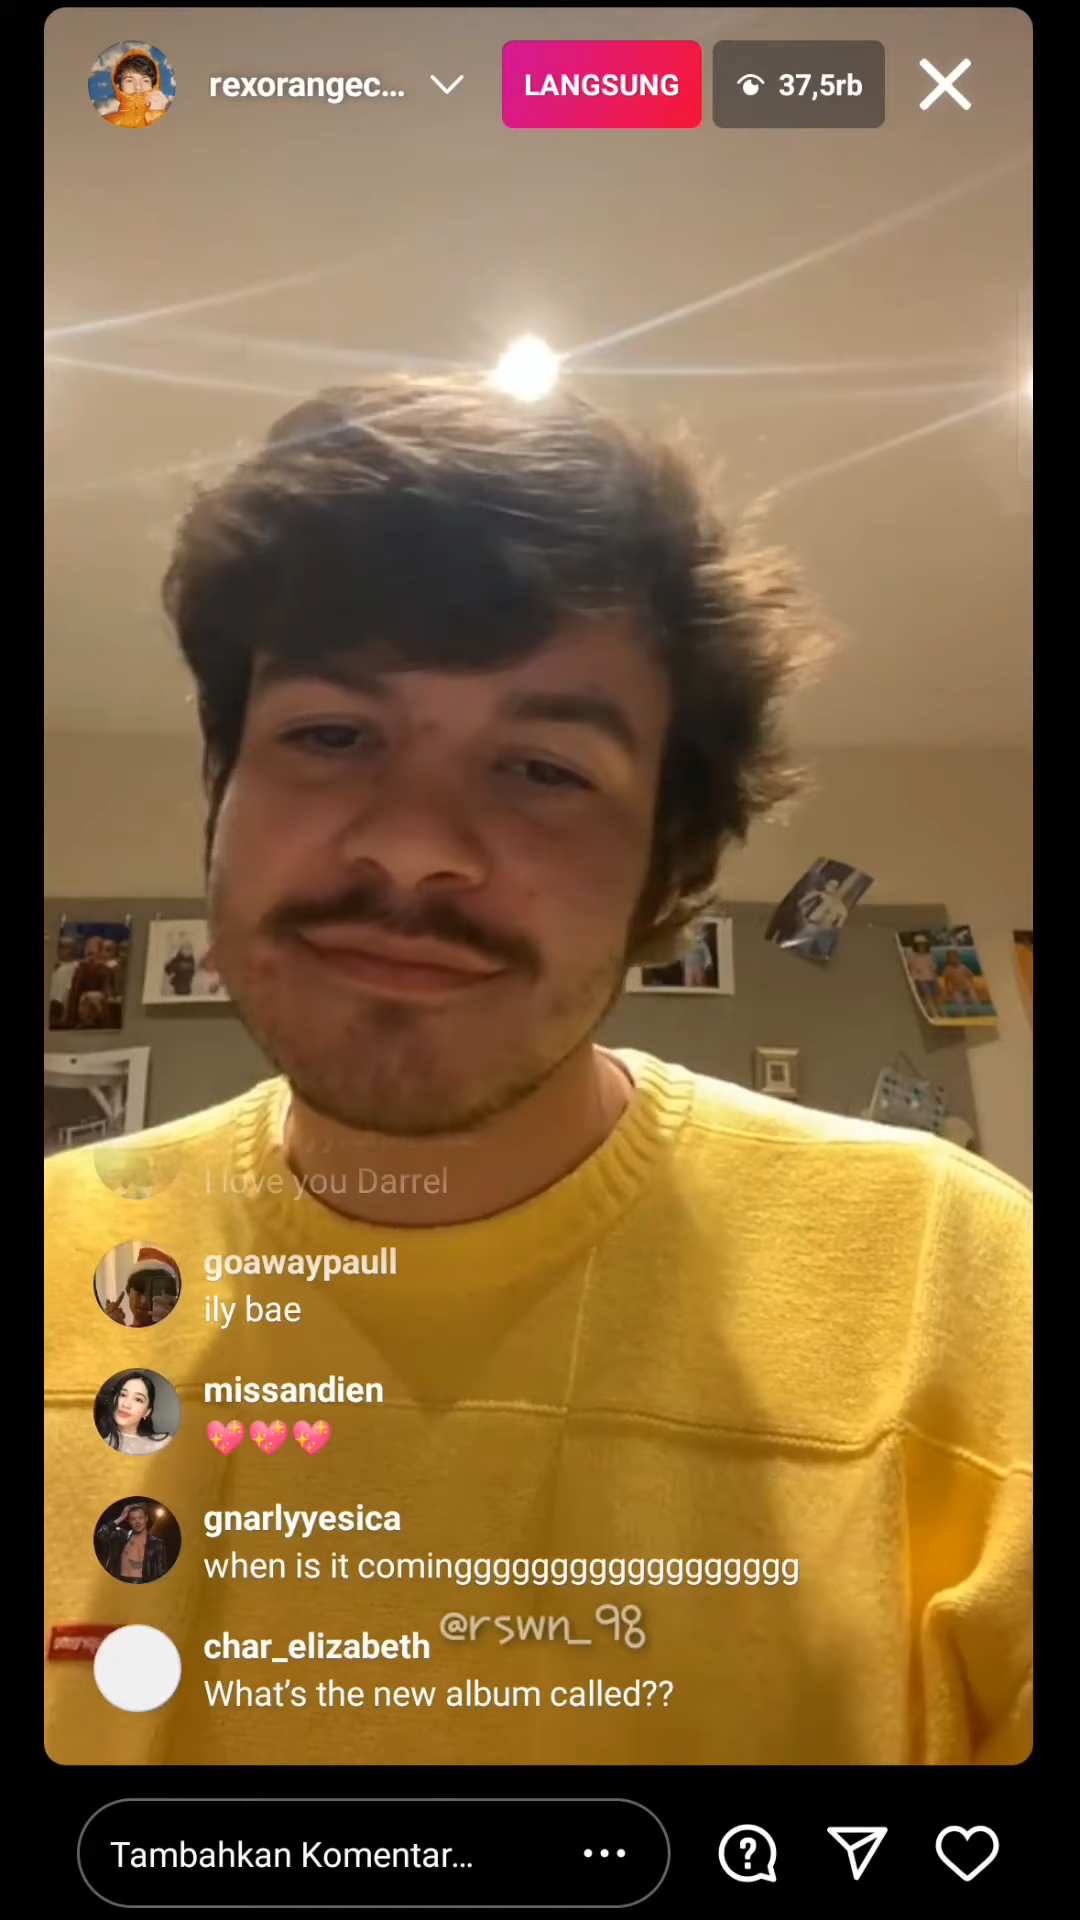 rexorangec...
LANGSUNG
37,5rb
I love you Darrel
goawaypaull
ily bae
missandien
💖💖💖
gnarlyyesica
when is it cominggggggggggggggggggg
@rswn_98
char_elizabeth
What's the new album called??
Tambahkan Komentar...